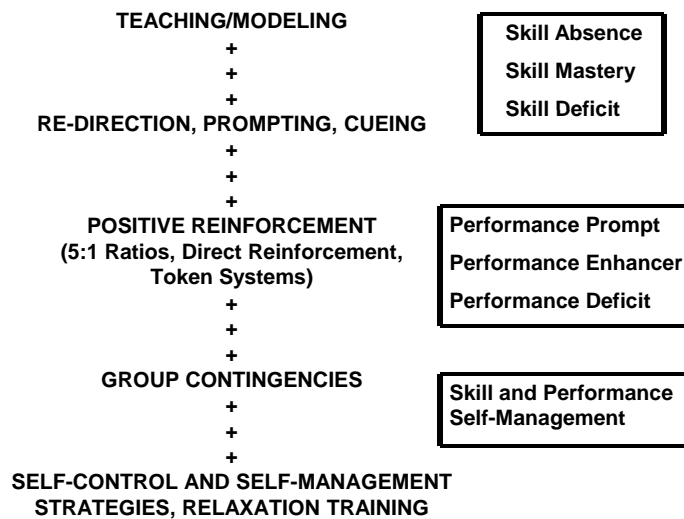 TEACHING/MODELING
+
+
+
RE-DIRECTION, PROMPTING, CUEING
+
+
+
POSITIVE REINFORCEMENT
(5:1 Ratios, Direct Reinforcement,
Token Systems)
+
+
+
GROUP CONTINGENCIES
+
+
+
SELF-CONTROL AND SELF-MANAGEMENT
STRATEGIES, RELAXATION TRAINING
Skill Absence
Skill Mastery
Skill Deficit
Performance Prompt
Performance Enhancer
Performance Deficit
Skill and Performance
Self-Management